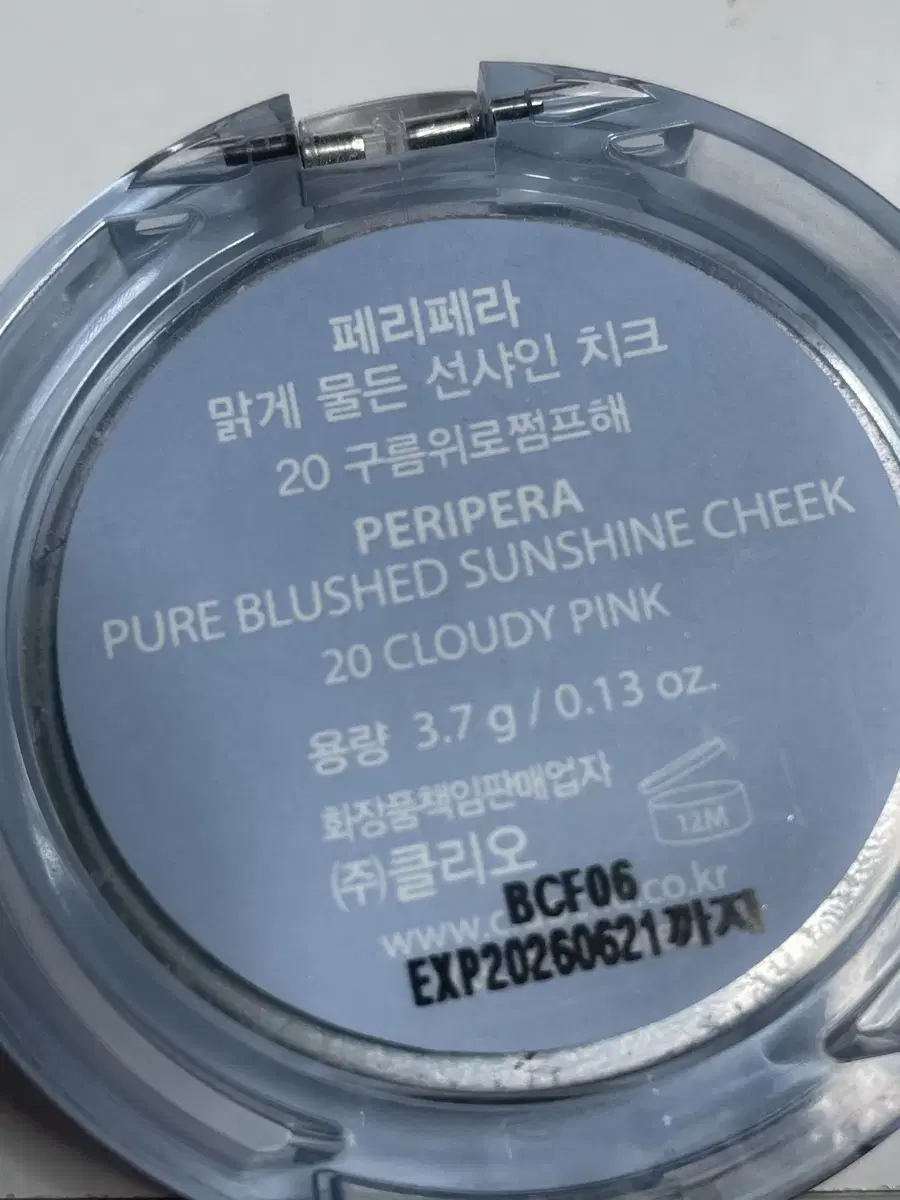 페리페라
맑게 물든 선샤인 치크
20 구름위로쩜프해
PERIPERA
PURE BLUSHED SUNSHINE CHEEK
20 CLOUDY PINK
용량 3.7 g / 0.13 oz.
화장품책임판매업자
12M
㈜클리오
BCF06
EXP20260621까지